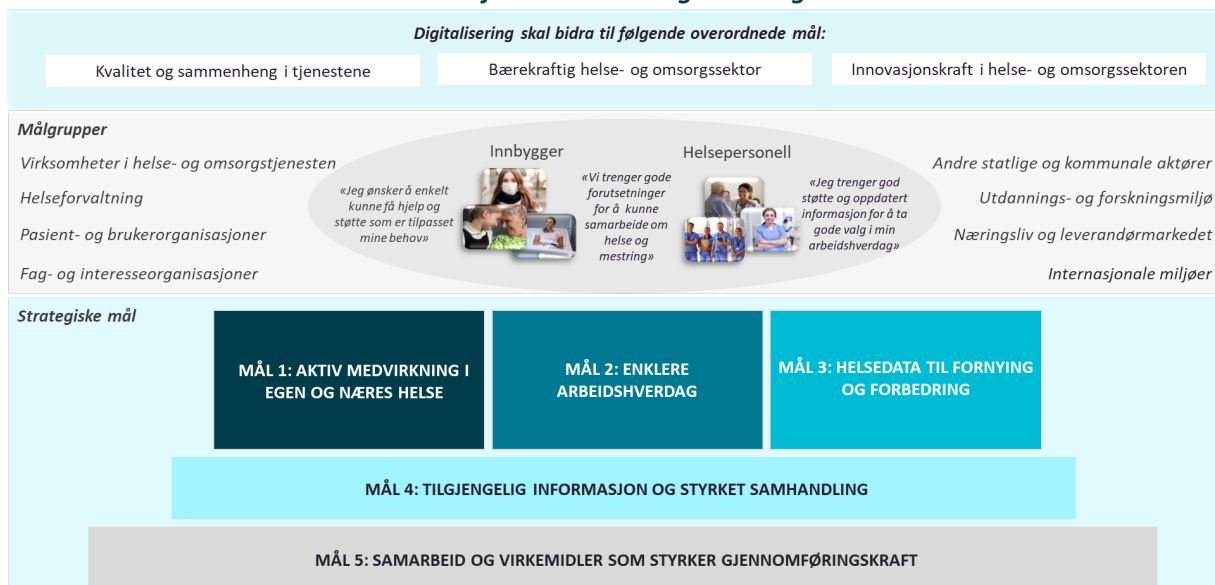 Digitalisering skal bidra til følgende overordnede mål:
Kvalitet og sammenheng i tjenestene
Bærekraftig helse- og omsorgssektor
Innovasjonskraft i helse- og omsorgssektoren
Målgrupper
Virksomheter i helse- og omsorgstjenesten
Helseforvaltning
Pasient- og brukerorganisasjoner
Fag- og interesseorganisasjoner
Innbygger
«Jeg ønsker å enkelt
kunne få hjelp og
støtte som er tilpasset
mine behov»
«Vi trenger gode
forutsetninger
for å kunne
samarbeide om
helse og
mestring»
Helsepersonell
«Jeg trenger god
støtte og oppdatert
informasjon for å ta
gode valg i min
arbeidshverdag»
Andre statlige og kommunale aktører
Utdannings- og forskningsmiljø
Næringsliv og leverandørmarkedet
Internasjonale miljøer
Strategiske mål
MÅL 1: AKTIV MEDVIRKNING I
EGEN OG NÆRES HELSE
MÅL 2: ENKLERE
ARBEIDSHVERDAG
MÅL 3: HELSEDATA TIL FORNYING
OG FORBEDRING
MÅL 4: TILGJENGELIG INFORMASJON OG STYRKET SAMHANDLING
MÅL 5: SAMARBEID OG VIRKEMIDLER SOM STYRKER GJENNOMFØRINGSKRAFT